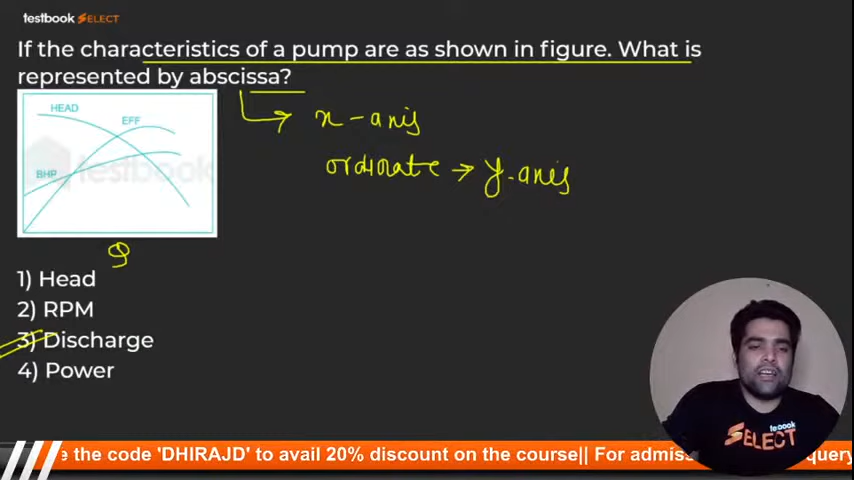 testbook SELECT
If the characteristics of a pump are as shown in figure. What is
represented by abscissa?
x-axis
ordinate → y-axis
HEAD
EFF
BHP
testbook
Q
1) Head
2) RPM
3) Discharge
4) Power
testbook
SELECT
e the code 'DHIRAJD' to avail 20% discount on the course|| For admiss
query